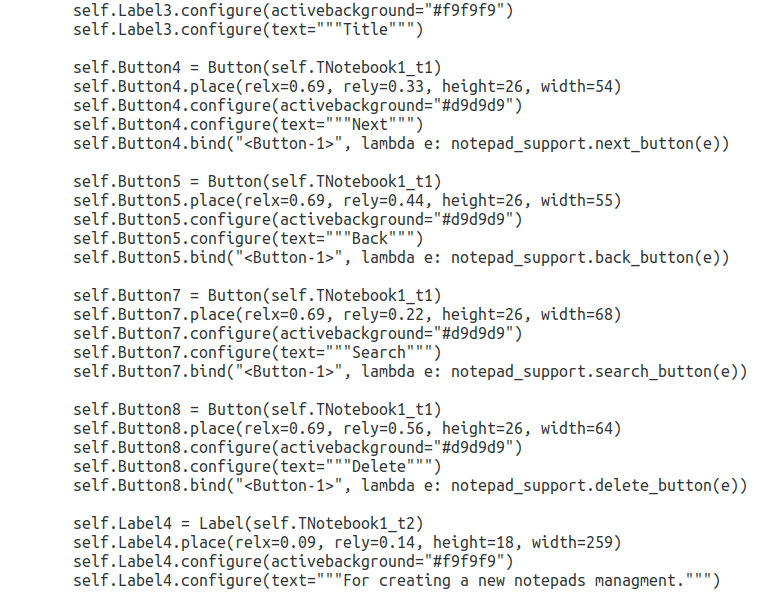 self.Label3.configure(activebackground="#f9f9f9")
self.Label3.configure(text="""Title""")

self.Button4 = Button(self.TNotebook1_t1)
self.Button4.place(relx=0.69, rely=0.33, height=26, width=54)
self.Button4.configure(activebackground="#d9d9d9")
self.Button4.configure(text="""Next""")
self.Button4.bind("<Button-1>", lambda e: notepad_support.next_button(e))

self.Button5 = Button(self.TNotebook1_t1)
self.Button5.place(relx=0.69, rely=0.44, height=26, width=55)
self.Button5.configure(activebackground="#d9d9d9")
self.Button5.configure(text="""Back""")
self.Button5.bind("<Button-1>", lambda e: notepad_support.back_button(e))

self.Button7 = Button(self.TNotebook1_t1)
self.Button7.place(relx=0.69, rely=0.22, height=26, width=68)
self.Button7.configure(activebackground="#d9d9d9")
self.Button7.configure(text="""Search""")
self.Button7.bind("<Button-1>", lambda e: notepad_support.search_button(e))

self.Button8 = Button(self.TNotebook1_t1)
self.Button8.place(relx=0.69, rely=0.56, height=26, width=64)
self.Button8.configure(activebackground="#d9d9d9")
self.Button8.configure(text="""Delete""")
self.Button8.bind("<Button-1>", lambda e: notepad_support.delete_button(e))

self.Label4 = Label(self.TNotebook1_t2)
self.Label4.place(relx=0.09, rely=0.14, height=18, width=259)
self.Label4.configure(activebackground="#f9f9f9")
self.Label4.configure(text="""For creating a new notepads managment.""")